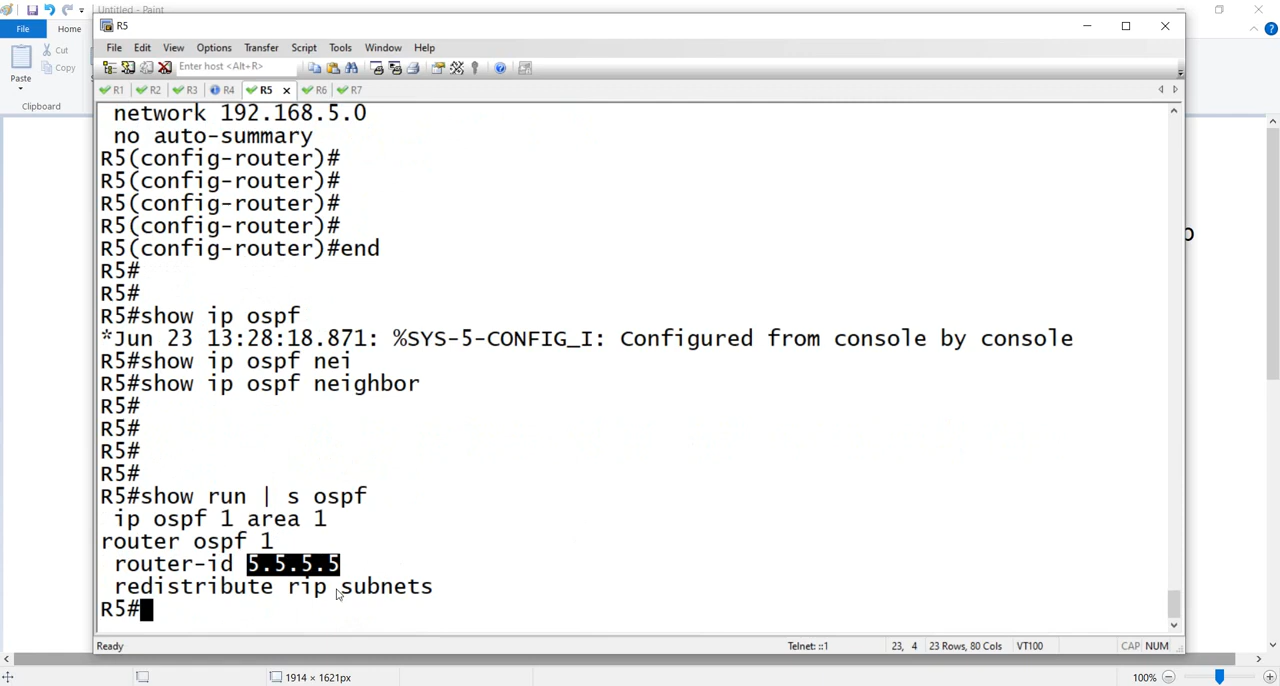 Untitled - Paint
File
Home
Cut
Copy
Paste
Clipboard
R5
File Edit View Options Transfer Script Tools Window Help
Enter host <Alt+R>
R1 R2 R3 R4 R5 R6 R7
network 192.168.5.0
no auto-summary
R5(config-router)#
R5(config-router)#
R5(config-router)#
R5(config-router)#
R5(config-router)#end
R5#
R5#
R5#show ip ospf
*Jun 23 13:28:18.871: %SYS-5-CONFIG_I: Configured from console by console
R5#show ip ospf nei
R5#show ip ospf neighbor
R5#
R5#
R5#
R5#
R5#show run | s ospf
ip ospf 1 area 1
router ospf 1
router-id 5.5.5.5
redistribute rip subnets
R5#
Ready
Telnet: ::1
23, 4
23 Rows, 80 Cols
VT100
CAP NUM
1914 × 1621px
100%